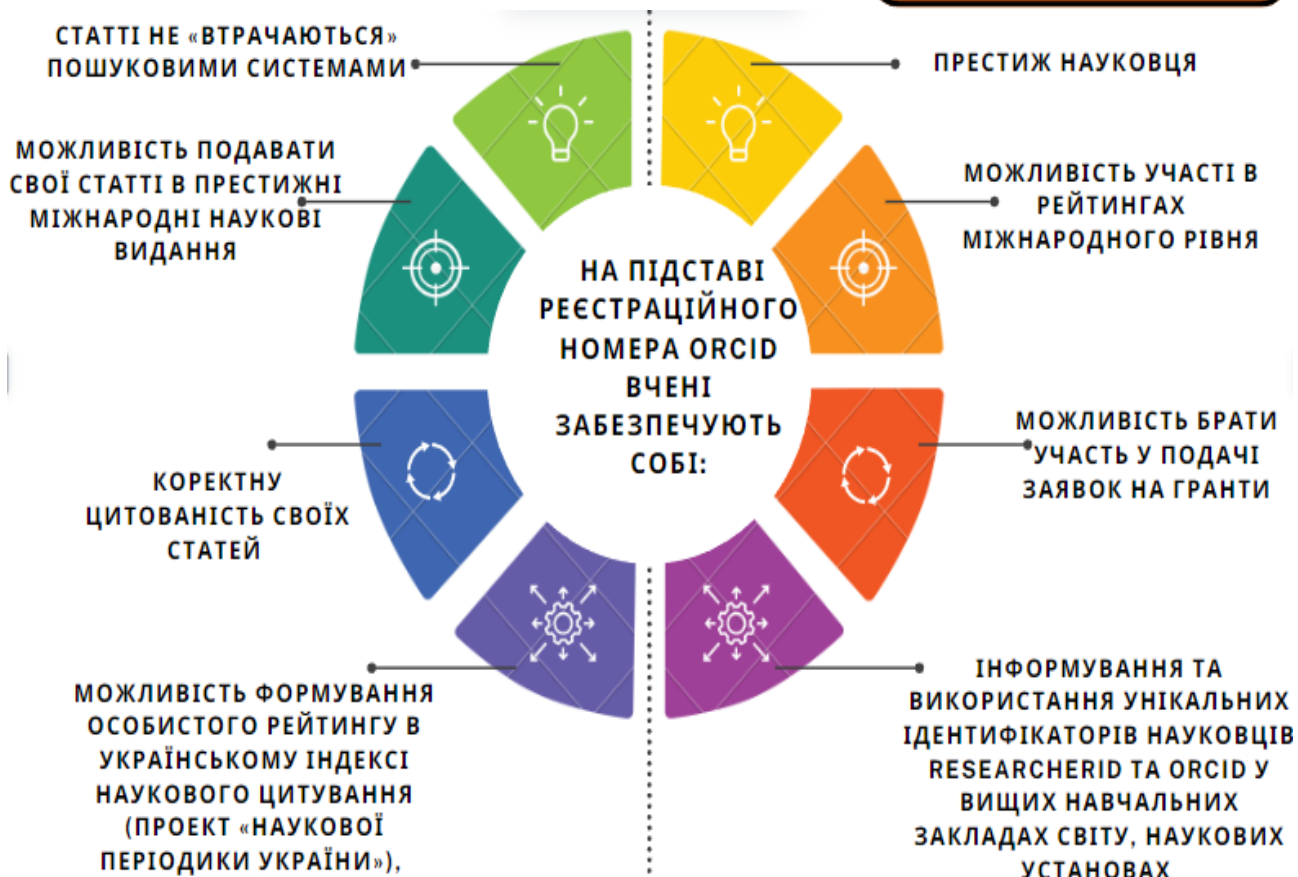 СТАТТІ НЕ «ВТРАЧАЮТЬСЯ»
ПОШУКОВИМИ СИСТЕМАМИ
ПРЕСТИЖ НАУКОВЦЯ
МОЖЛИВІСТЬ ПОДАВАТИ
СВОЇ СТАТТІ В ПРЕСТИЖНІ
МІЖНАРОДНІ НАУКОВІ
ВИДАННЯ
МОЖЛИВІСТЬ УЧАСТІ В
РЕЙТИНГАХ
МІЖНАРОДНОГО РІВНЯ
НА ПІДСТАВІ
РЕЄСТРАЦІЙНОГО
НОМЕРА ORCID
ВЧЕНІ
ЗАБЕЗПЕЧУЮТЬ
СОБІ:
КОРЕКТНУ
ЦИТОВАНІСТЬ СВОЇХ
СТАТЕЙ
МОЖЛИВІСТЬ БРАТИ
УЧАСТЬ У ПОДАЧІ
ЗАЯВОК НА ГРАНТИ
МОЖЛИВІСТЬ ФОРМУВАННЯ
ОСОБИСТОГО РЕЙТИНГУ В
УКРАЇНСЬКОМУ ІНДЕКСІ
НАУКОВОГО ЦИТУВАННЯ
(ПРОЕКТ «НАУКОВОЇ
ПЕРІОДИКИ УКРАЇНИ»),
ІНФОРМУВАННЯ ТА
ВИКОРИСТАННЯ УНІКАЛЬНИХ
ІДЕНТИФІКАТОРІВ НАУКОВЦІВ
RESEARCHERID ТА ORCID У
ВИЩИХ НАВЧАЛЬНИХ
ЗАКЛАДАХ СВІТУ, НАУКОВИХ
УСТАНОВАХ